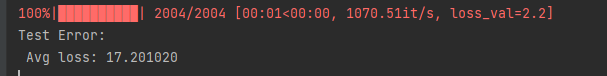 100%|██████████| 2004/2004 [00:01<00:00, 1070.51it/s, loss_val=2.2]
Test Error:
 Avg loss: 17.201020